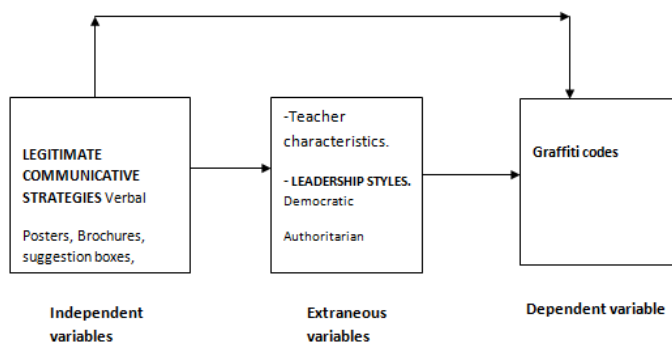 LEGITIMATE
COMMUNICATIVE
STRATEGIES Verbal
Posters, Brochures,
suggestion boxes,
Independent
variables
-Teacher
characteristics.
- LEADERSHIP STYLES.
Democratic
Authoritarian
Extraneous
variables
Graffiti codes
Dependent variable